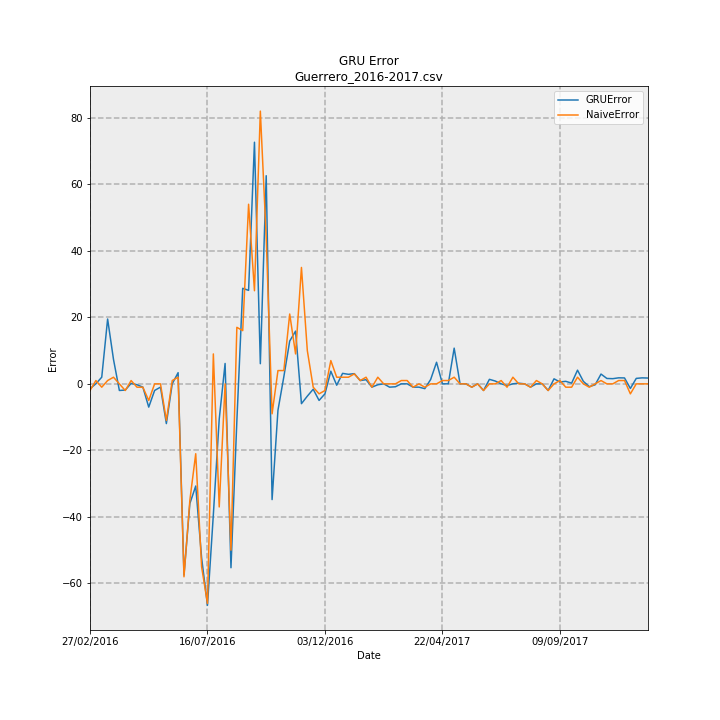 GRU Error
Guerrero_2016-2017.csv
GRUError
NaiveError
80
60
40
20
0
−20
−40
−60
Error
27/02/2016
16/07/2016
03/12/2016
22/04/2017
09/09/2017
Date